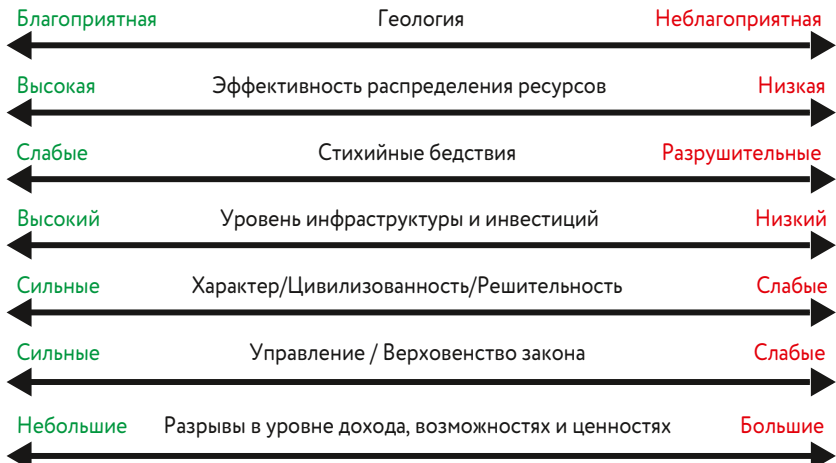 Благоприятная Геология Неблагоприятная
Высокая Эффективность распределения ресурсов Низкая
Слабые Стихийные бедствия Разрушительные
Высокий Уровень инфраструктуры и инвестиций Низкий
Сильные Характер/Цивилизованность/Решительность Слабые
Сильные Управление / Верховенство закона Слабые
Небольшие Разрывы в уровне дохода, возможностях и ценностях Большие